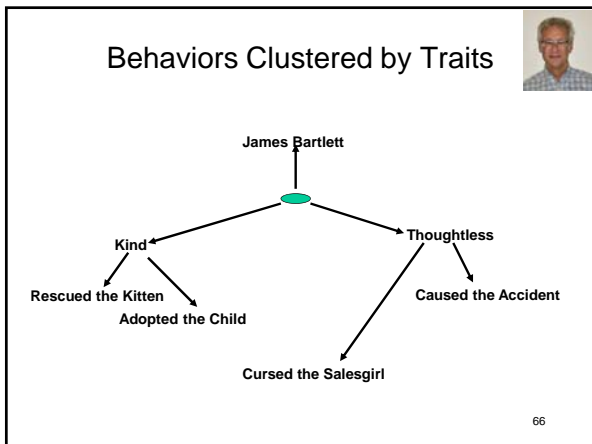 Behaviors Clustered by Traits
James Bartlett
Kind
Thoughtless
Rescued the Kitten
Caused the Accident
Adopted the Child
Cursed the Salesgirl
66